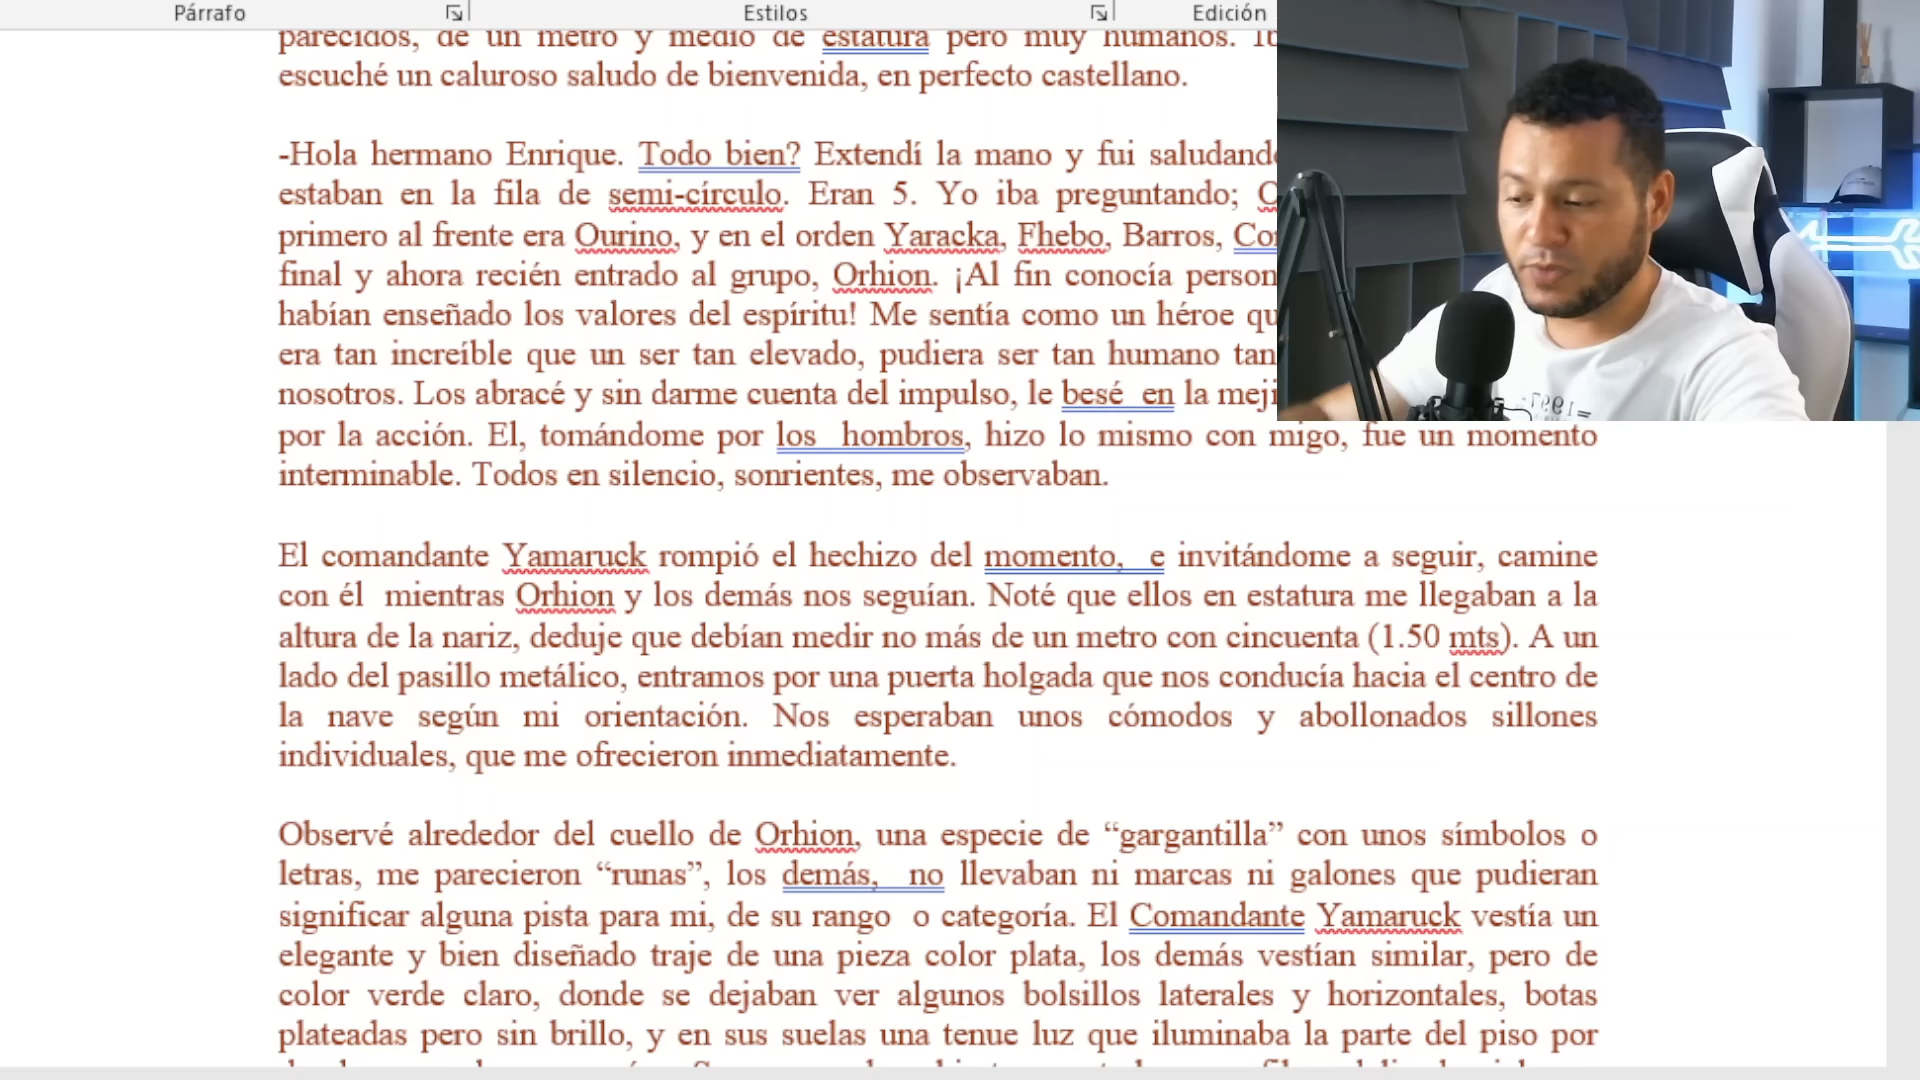 Párrafo Estilos Edición
parecidos, de un metro y medio de estatura pero muy humanos.
escuché un caluroso saludo de bienvenida, en perfecto castellano.
-Hola hermano Enrique. Todo bien? Extendí la mano y fui saludando
estaban en la fila de semi-círculo. Eran 5. Yo iba preguntando;
primero al frente era Ourino, y en el orden Yaracka, Fhebo, Barros,
final y ahora recién entrado al grupo, Orhion. ¡Al fin conocía
habían enseñado los valores del espíritu! Me sentía como un héroe
era tan increíble que un ser tan elevado, pudiera ser tan humano
nosotros. Los abracé y sin darme cuenta del impulso, le besé en la
por la acción. El, tomándome por los hombros, hizo lo mismo con migo, fue un momento
interminable. Todos en silencio, sonrientes, me observaban.
El comandante Yamaruck rompió el hechizo del momento, e invitándome a seguir, camine
con él mientras Orhion y los demás nos seguían. Noté que ellos en estatura me llegaban a la
altura de la nariz, deduje que debían medir no más de un metro con cincuenta (1.50 mts). A un
lado del pasillo metálico, entramos por una puerta holgada que nos conducía hacia el centro de
la nave según mi orientación. Nos esperaban unos cómodos y abollonados sillones
individuales, que me ofrecieron inmediatamente.
Observé alrededor del cuello de Orhion, una especie de “gargantilla” con unos símbolos o
letras, me parecieron “runas”, los demás, no llevaban ni marcas ni galones que pudieran
significar alguna pista para mi, de su rango o categoría. El Comandante Yamaruck vestía un
elegante y bien diseñado traje de una pieza color plata, los demás vestían similar, pero de
color verde claro, donde se dejaban ver algunos bolsillos laterales y horizontales, botas
plateadas pero sin brillo, y en sus suelas una tenue luz que iluminaba la parte del piso por